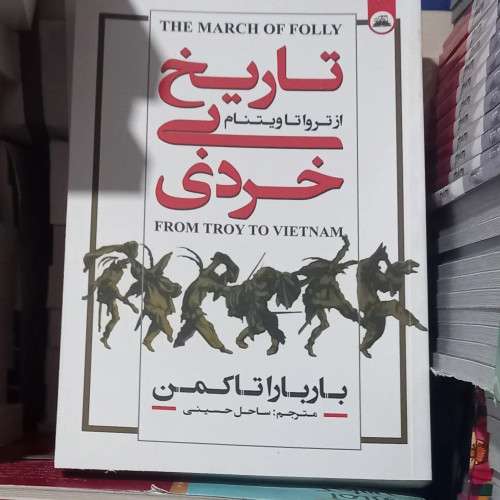 THE MARCH OF FOLLY
تاریخ
از تروا تا ویتنام
بی
خردی
FROM TROY TO VIETNAM
باربارا تاکمن
مترجم: ساحل حسینی